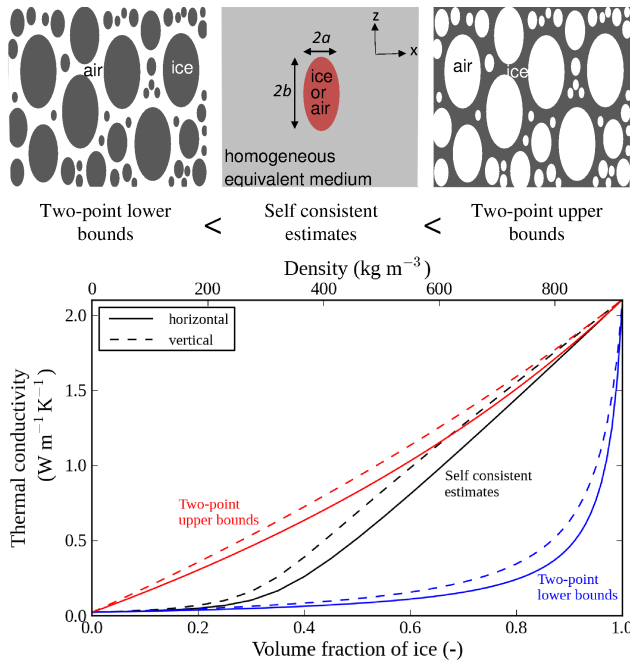 air
ice
2a
z
x
2b
ice
or
air
homogeneous
equivalent medium
air
ice
Two-point lower
bounds
<
Self consistent
estimates
<
Two-point upper
bounds
Density (kg m⁻³)
0
200
400
600
800
horizontal
vertical
Thermal conductivity
(W m⁻¹ K⁻¹)
2.0
1.5
1.0
0.5
0.0
Two-point
upper bounds
Self consistent
estimates
Two-point
lower bounds
0.0
0.2
0.4
0.6
0.8
1.0
Volume fraction of ice (-)